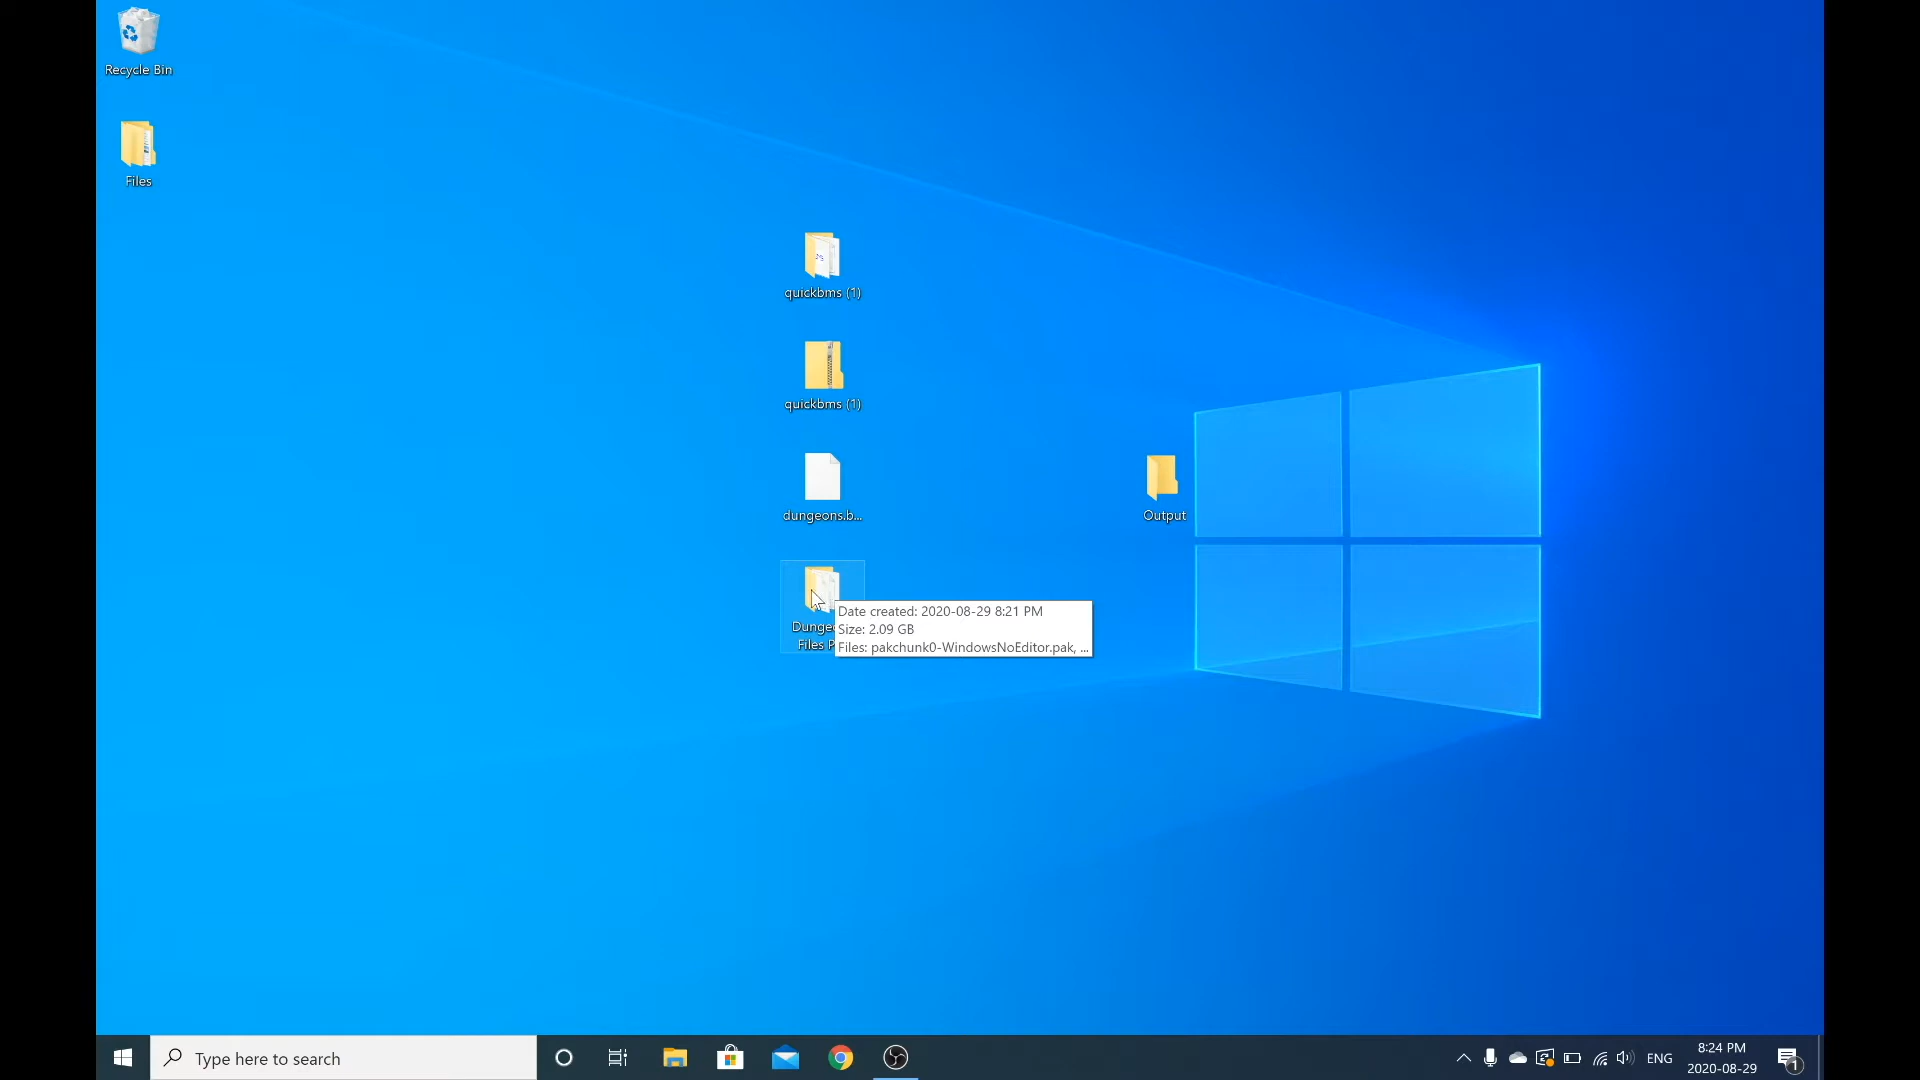 Recycle Bin
Files
quickbms (1)
quickbms (1)
dungeons.b...
Output
Date created: 2020-08-29 8:21 PM
Size: 2.09 GB
Files: pakchunk0-WindowsNoEditor.pak, ...
Files
Type here to search
ENG
8:24 PM
2020-08-29
1